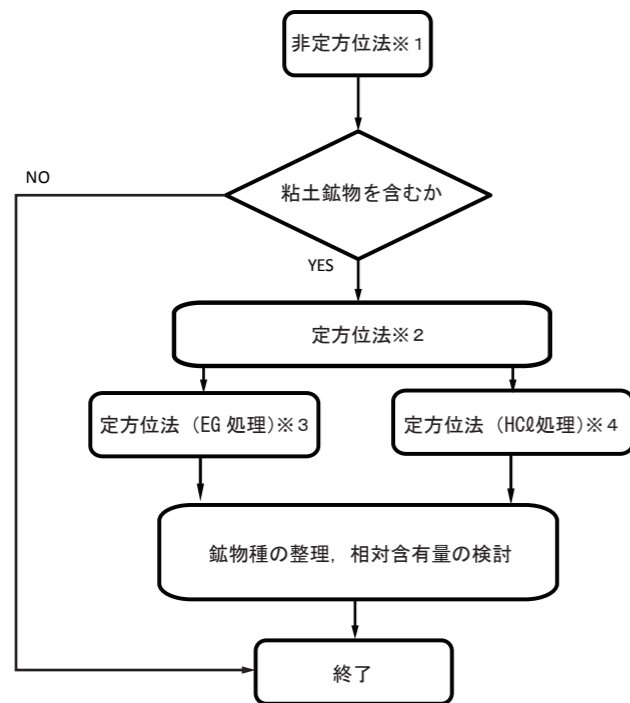 非定方位法※１
NO
粘土鉱物を含むか
YES
定方位法※２
定方位法（EG 処理）※３
定方位法（HCℓ処理）※４
鉱物種の整理，相対含有量の検討
終了